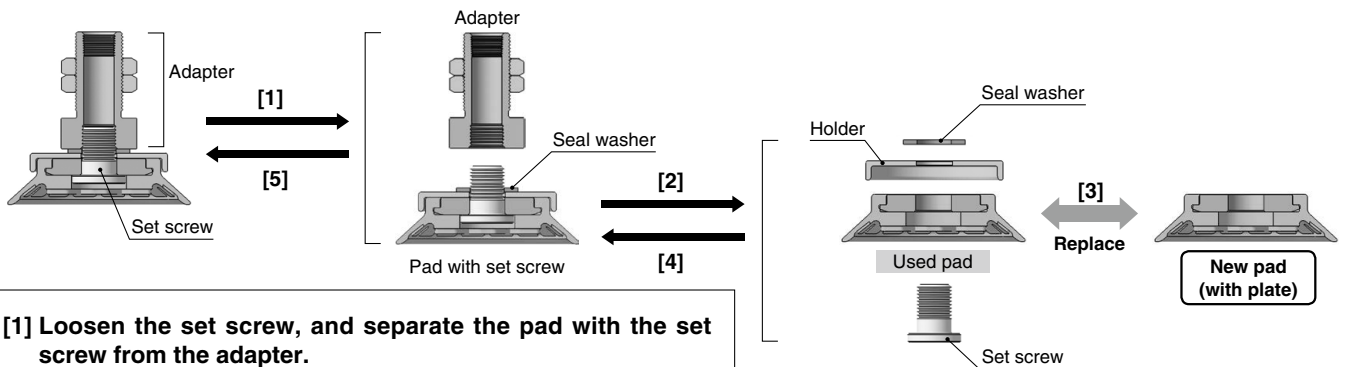 Adapter
[1]
[5]
Set screw
Adapter
Seal washer
Pad with set screw
[2]
[4]
Seal washer
Holder
Used pad
Set screw
[3]
Replace
New pad
(with plate)
[1] Loosen the set screw, and separate the pad with the set
screw from the adapter.